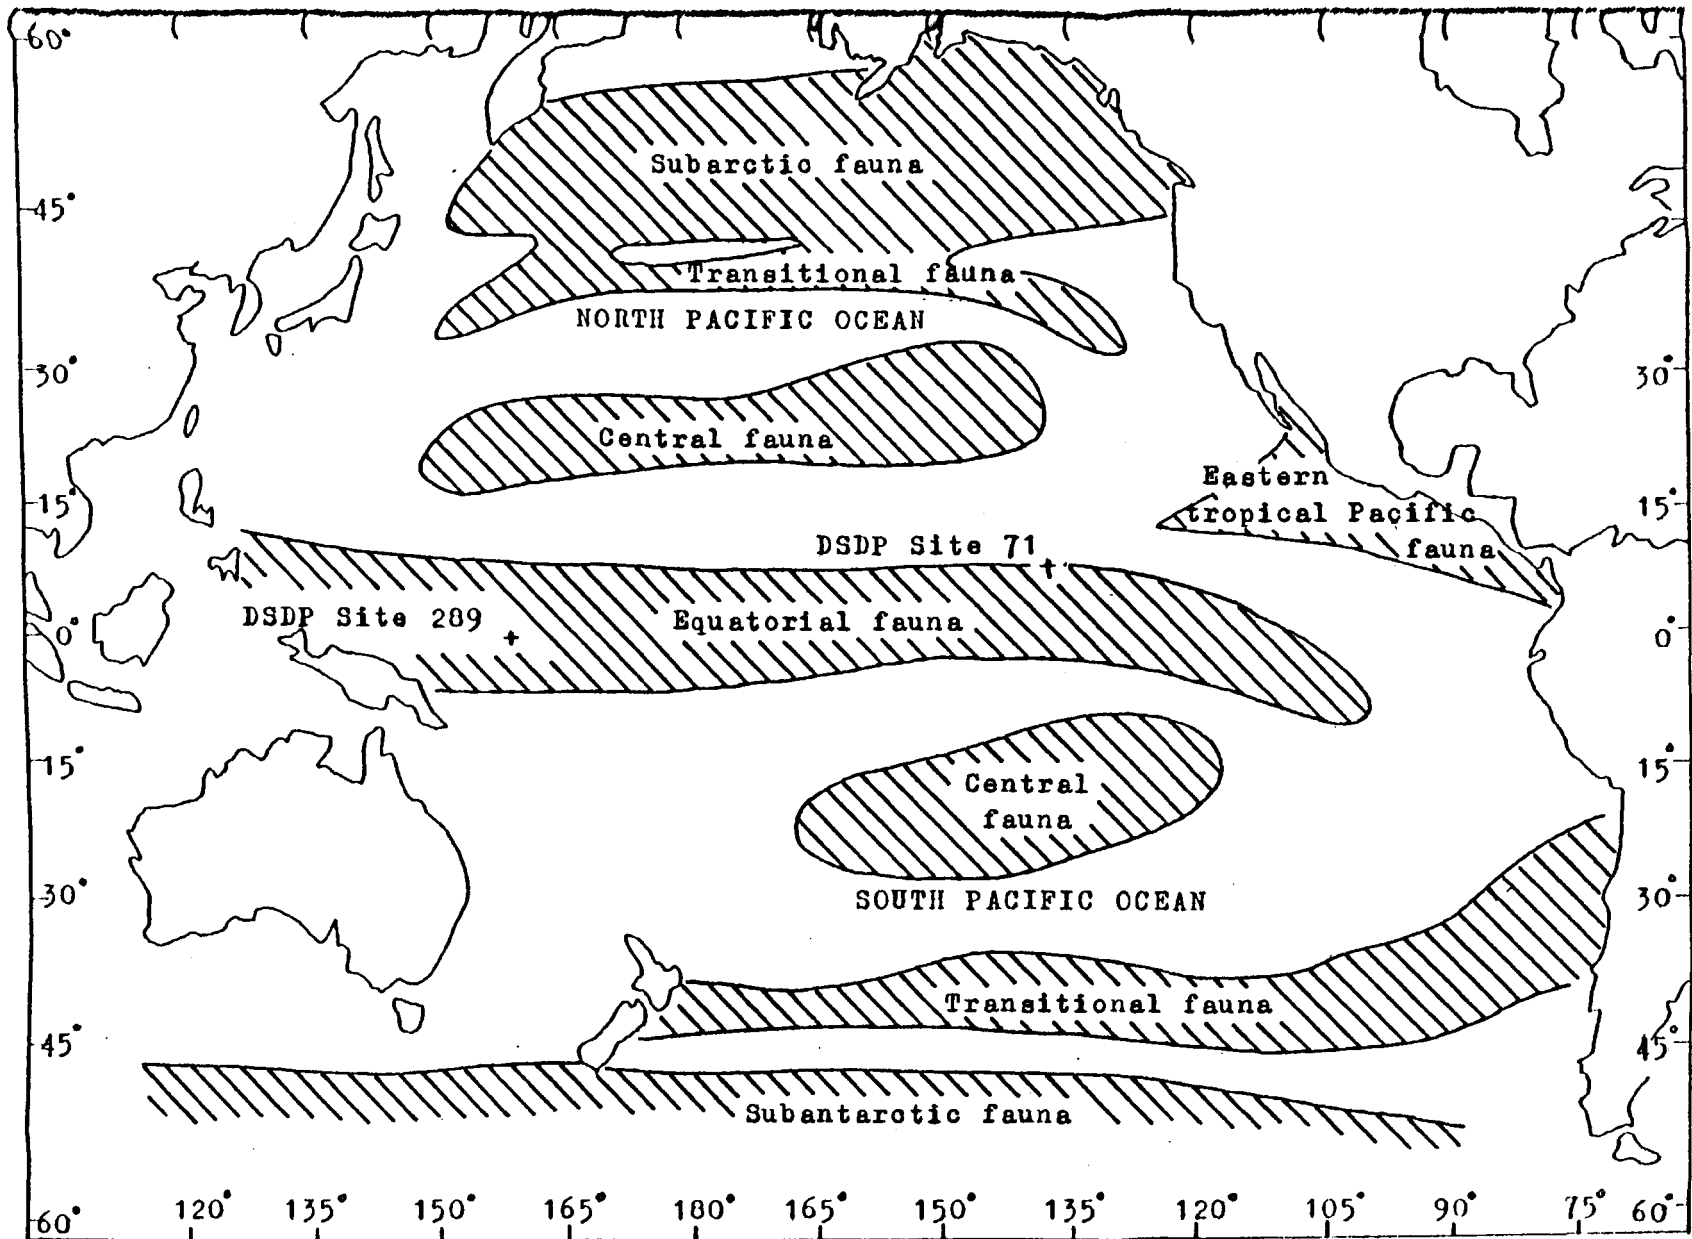 60°
Subarctic fauna
45°
Transitional fauna
NORTH PACIFIC OCEAN
30°
30°
Central fauna
Eastern
15°
15°
tropical Pacific
DSDP Site 71
fauna
DSDP Site 289
Equatorial fauna
0°
0°
15°
15°
Central
fauna
30°
30°
SOUTH PACIFIC OCEAN
Transitional fauna
45°
45°
Subantarctic fauna
60° 120° 135° 150° 165° 180° 165° 150° 135° 120° 105° 90° 75° 60°